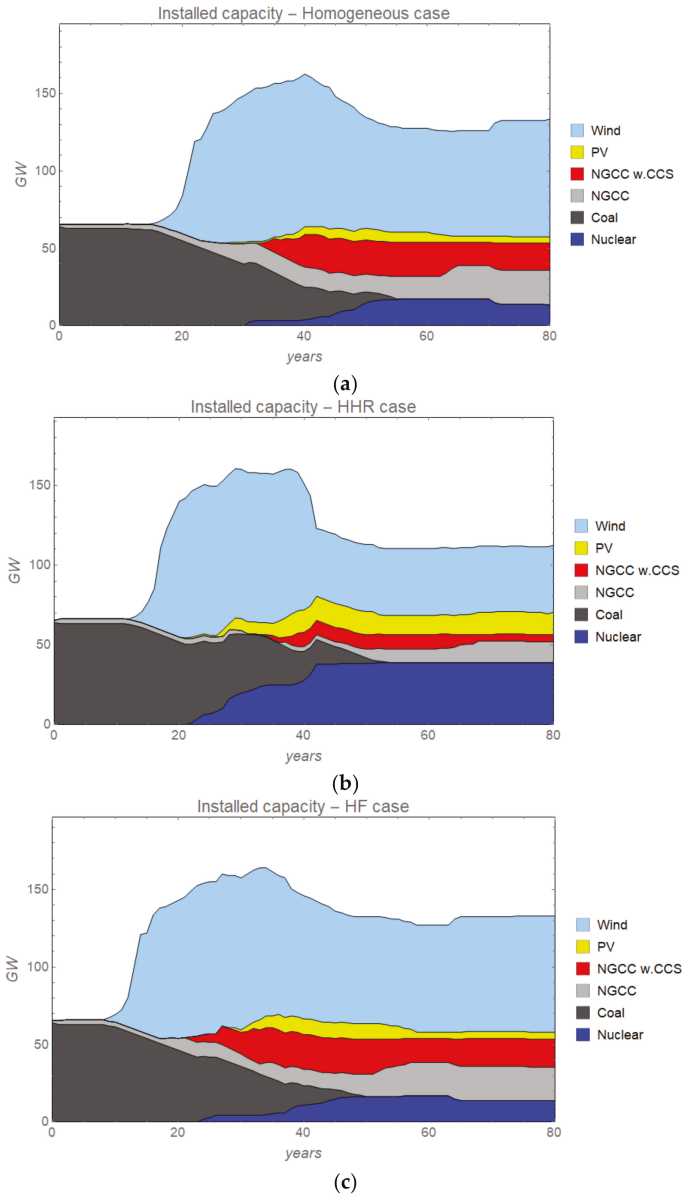 Installed capacity – Homogeneous case
150
100
50
0
GW
0 20 40 60 80
years
Wind
PV
NGCC w.CCS
NGCC
Coal
Nuclear
(a)
Installed capacity – HHR case
150
100
50
0
GW
0 20 40 60 80
years
Wind
PV
NGCC w.CCS
NGCC
Coal
Nuclear
(b)
Installed capacity – HF case
150
100
50
0
GW
0 20 40 60 80
years
Wind
PV
NGCC w.CCS
NGCC
Coal
Nuclear
(c)